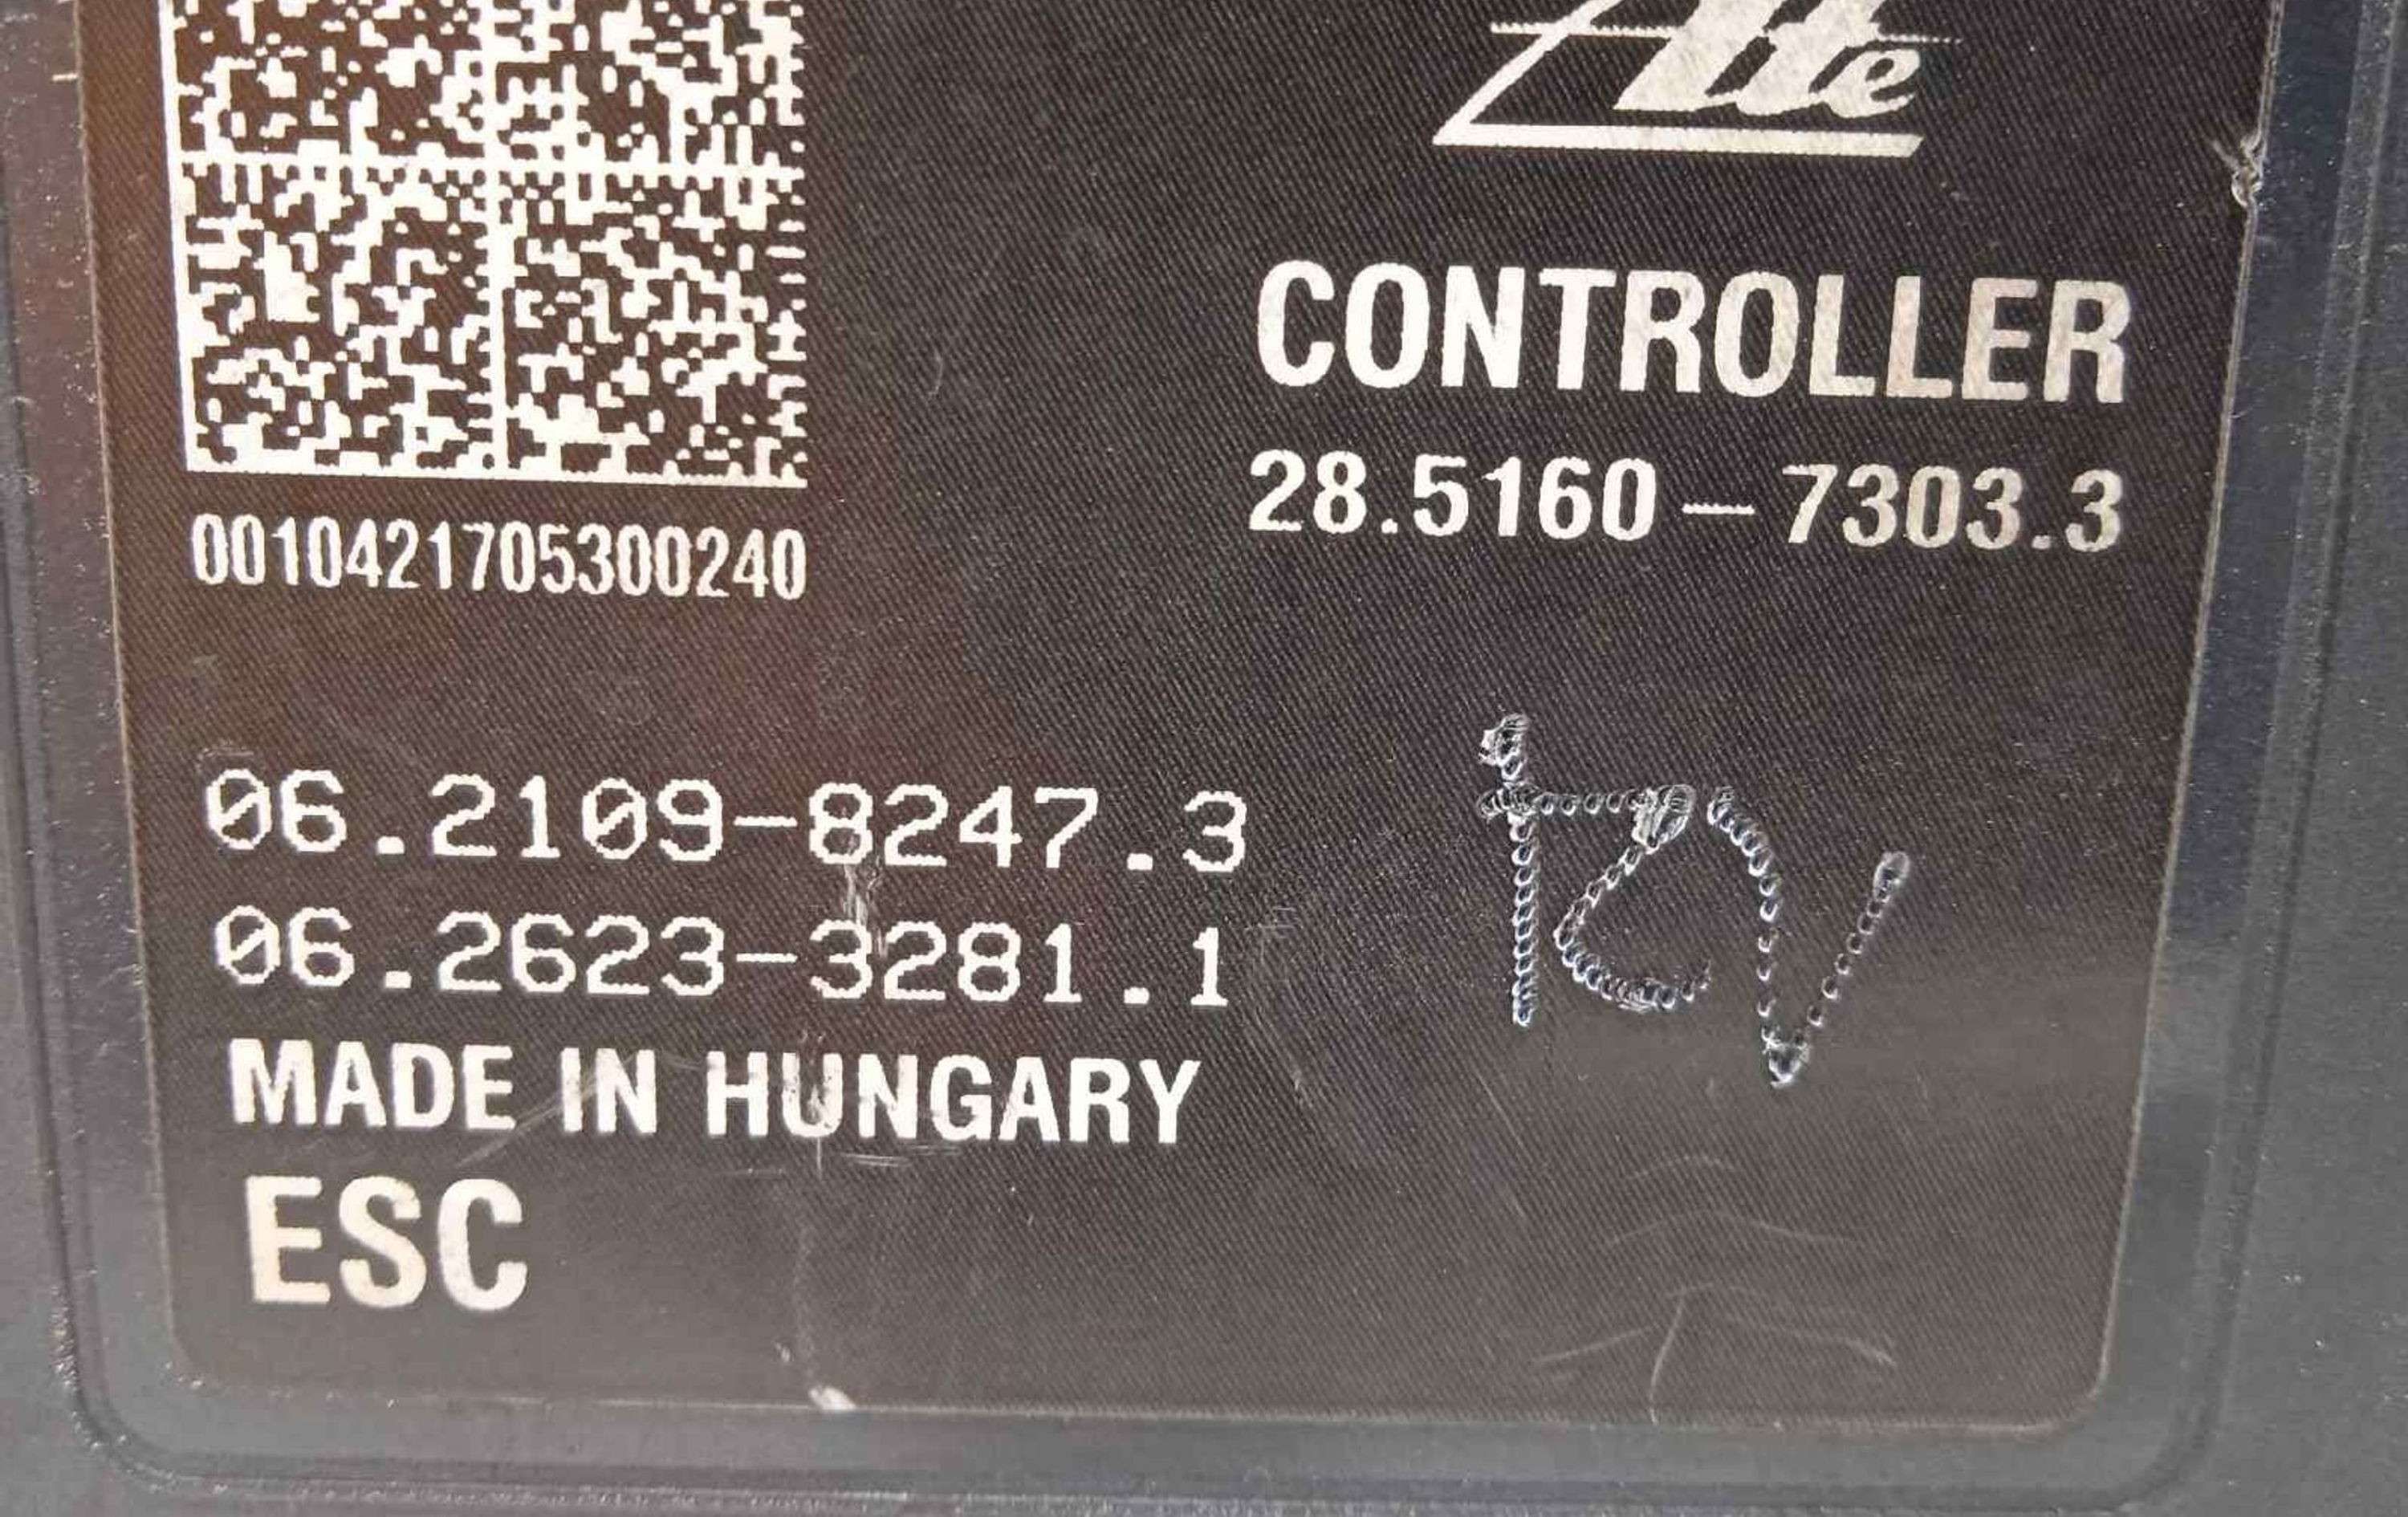 Ate
CONTROLLER
28.5160-7303.3
0010421705300240
06.2109-8247.3
06.2623-3281.1
MADE IN HUNGARY
ESC